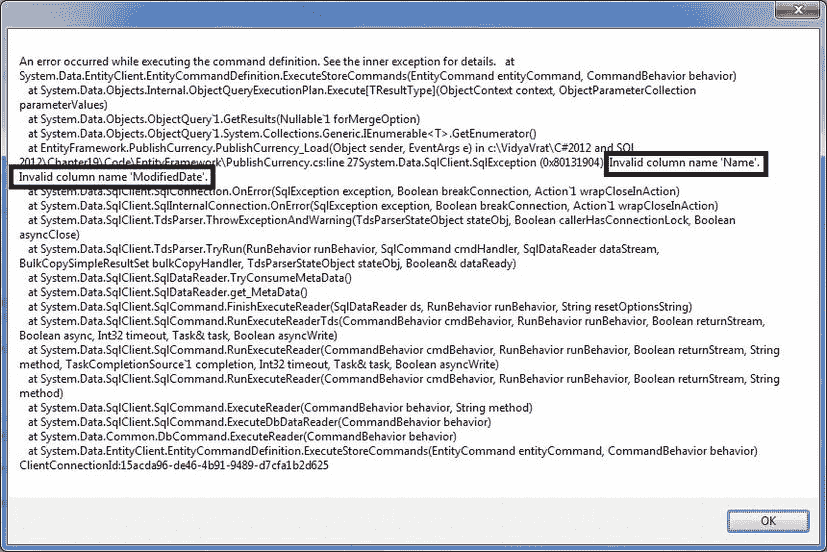 An error occurred while executing the command definition. See the inner exception for details.   at
System.Data.EntityClient.EntityCommandDefinition.ExecuteStoreCommands(EntityCommand entityCommand, CommandBehavior behavior)
at System.Data.Objects.Internal.ObjectQueryExecutionPlan.Execute[TResultType](ObjectContext context, ObjectParameterCollection
parameterValues)
at System.Data.Objects.ObjectQuery`1.GetResults(Nullable`1 forMergeOption)
at System.Data.Objects.ObjectQuery`1.System.Collections.Generic.IEnumerable<T>.GetEnumerator()
at EntityFramework.PublishCurrency.PublishCurrency_Load(Object sender, EventArgs e) in c:\VidyaVrat\C#2012 and SQL
2012\Chapter19\Code\EntityFramework\PublishCurrency.cs:line 27System.Data.SqlClient.SqlException (0x80131904): Invalid column name 'Name'.
Invalid column name 'ModifiedDate'.
at System.Data.SqlClient.SqlConnection.OnError(SqlException exception, Boolean breakConnection, Action`1 wrapCloseInAction)
at System.Data.SqlClient.SqlInternalConnection.OnError(SqlException exception, Boolean breakConnection, Action`1 wrapCloseInAction)
at System.Data.SqlClient.TdsParser.ThrowExceptionAndWarning(TdsParserStateObject stateObj, Boolean callerHasConnectionLock, Boolean
asyncClose)
at System.Data.SqlClient.TdsParser.TryRun(RunBehavior runBehavior, SqlCommand cmdHandler, SqlDataReader dataStream,
BulkCopySimpleResultSet bulkCopyHandler, TdsParserStateObject stateObj, Boolean& dataReady)
at System.Data.SqlClient.SqlDataReader.TryConsumeMetaData()
at System.Data.SqlClient.SqlDataReader.get_MetaData()
at System.Data.SqlClient.SqlCommand.FinishExecuteReader(SqlDataReader ds, RunBehavior runBehavior, String resetOptionsString)
at System.Data.SqlClient.SqlCommand.RunExecuteReaderTds(CommandBehavior cmdBehavior, RunBehavior runBehavior, Boolean returnStream,
Boolean async, Int32 timeout, Task& task, Boolean asyncWrite)
at System.Data.SqlClient.SqlCommand.RunExecuteReader(CommandBehavior cmdBehavior, RunBehavior runBehavior, Boolean returnStream, String
method, TaskCompletionSource`1 completion, Int32 timeout, Task& task, Boolean asyncWrite)
at System.Data.SqlClient.SqlCommand.RunExecuteReader(CommandBehavior cmdBehavior, RunBehavior runBehavior, Boolean returnStream, String
method)
at System.Data.SqlClient.SqlCommand.ExecuteReader(CommandBehavior behavior, String method)
at System.Data.SqlClient.SqlCommand.ExecuteDbDataReader(CommandBehavior behavior)
at System.Data.Common.DbCommand.ExecuteReader(CommandBehavior behavior)
at System.Data.EntityClient.EntityCommandDefinition.ExecuteStoreCommands(EntityCommand entityCommand, CommandBehavior behavior)
ClientConnectionId:15acda96-de46-4b91-9489-d7cfa1b2d625
OK